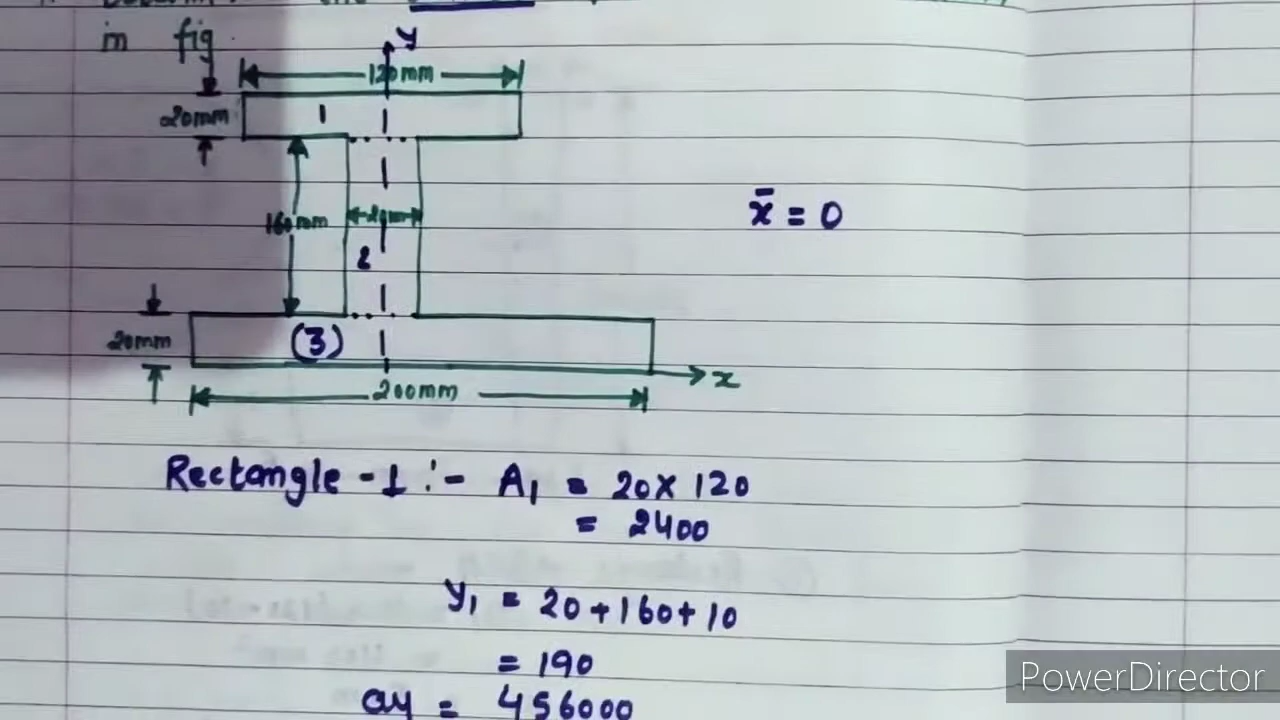 the
in fig.
y
120mm
20mm
1
160mm
2
20mm
(3)
x
200mm
x̄ = 0
Rectangle -1 :- A₁ = 20 x 120
= 2400
y₁ = 20+160+10
= 190
ay = 456000
PowerDirector